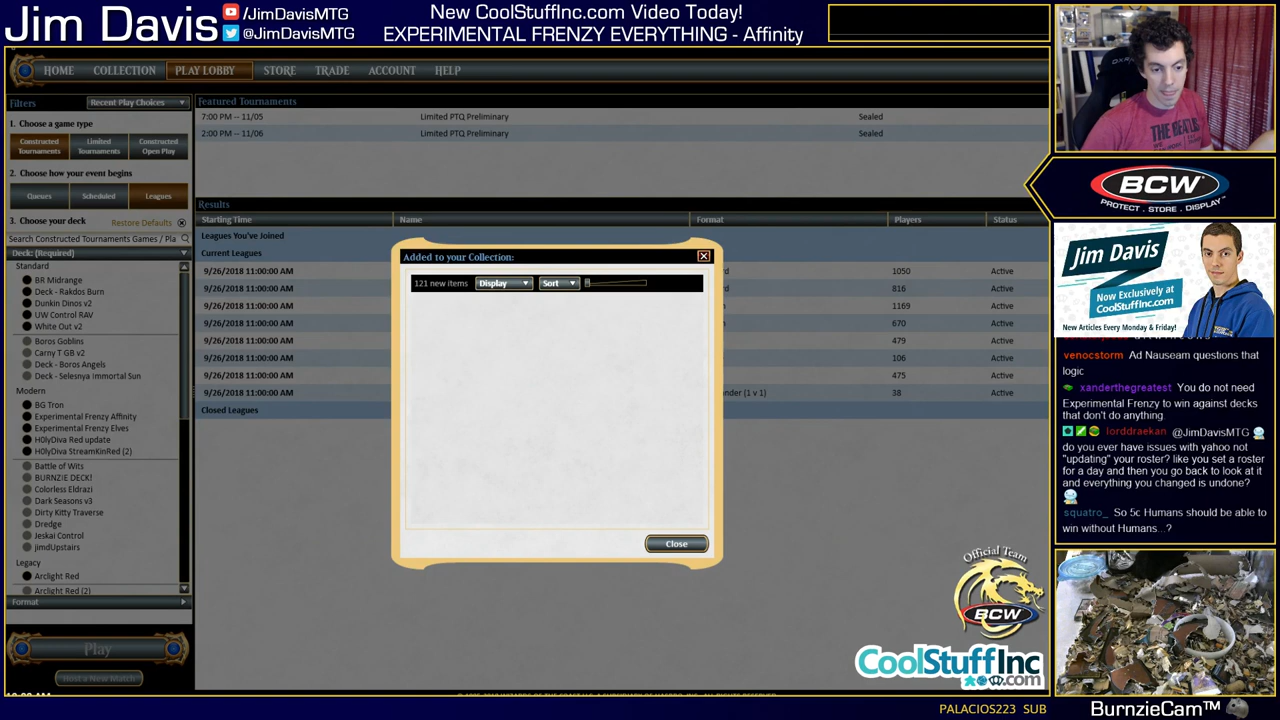 Jim Davis
/JimDavisMTG
@JimDavisMTG
New CoolStuffInc.com Video Today!
EXPERIMENTAL FRENZY EVERYTHING - Affinity
HOME COLLECTION PLAY LOBBY STORE TRADE ACCOUNT HELP
Filters Recent Play Choices
1. Choose a game type
Constructed Tournaments
Limited Tournaments
Constructed Open Play
2. Choose how your event begins
Queues Scheduled Leagues
3. Choose your deck Restore Defaults
Search Constructed Tournaments Games / Pla
Deck: (Required)
Standard
BR Midrange
Deck - Rakdos Burn
Dunkin Dinos v2
UW Control RAV
White Out v2
Boros Goblins
Carny T GB v2
Deck - Boros Angels
Deck - Selesnya Immortal Sun
Modern
BG Tron
Experimental Frenzy Affinity
Experimental Frenzy Elves
H0lyDiva Red update
H0lyDiva StreamKinRed (2)
Battle of Wits
BURNZIE DECK!
Colorless Eldrazi
Dark Seasons v3
Dirty Kitty Traverse
Dredge
Jeskai Control
JimdUpstairs
Legacy
Arclight Red
Arclight Red (2)
Format
Play
Host a New Match
Featured Tournaments
7:00 PM -- 11/05 Limited PTQ Preliminary Sealed
2:00 PM -- 11/06 Limited PTQ Preliminary Sealed
Results
Starting Time Name Format Players Status
Leagues You've Joined
Current Leagues
9/26/2018 11:00:00 AM 1050 Active
9/26/2018 11:00:00 AM 816 Active
9/26/2018 11:00:00 AM 1169 Active
9/26/2018 11:00:00 AM 670 Active
9/26/2018 11:00:00 AM 479 Active
9/26/2018 11:00:00 AM 106 Active
9/26/2018 11:00:00 AM 475 Active
9/26/2018 11:00:00 AM nder (1 v 1) 38 Active
Closed Leagues
Added to your Collection:
121 new items Display Sort
Close
Official Team
BCW
CoolStuffInc
.com
THE BEATLES
BCW
PROTECT. STORE. DISPLAY.
Jim Davis
Now Exclusively at
CoolStuffInc.com
New Articles Every Monday & Friday!
venocstorm Ad Nauseam questions that
logic
xanderthegreatest You do not need
Experimental Frenzy to win against decks
that don't do anything.
lorddraekan @JimDavisMTG
do you ever have issues with yahoo not
"updating" your roster? like you set a roster
for a day and then you go back to look at it
and everything you changed is undone?
squatro_ So 5c Humans should be able to
win without Humans...?
PALACIOS223 SUB
BurnzieCam™